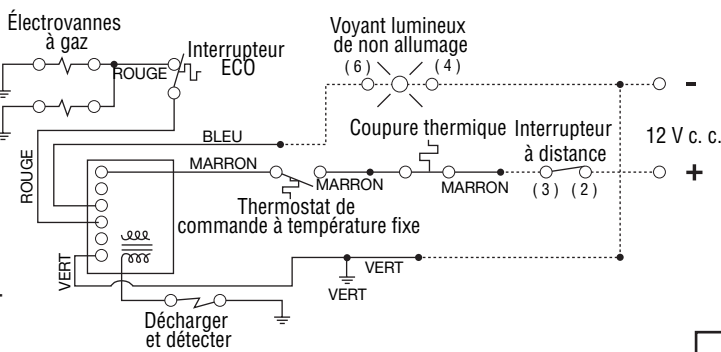 Électrovannes
à gaz
Interrupteur
ECO
ROUGE
Voyant lumineux
de non allumage
( 6 )
( 4 )
-
BLEU
Coupure thermique
Interrupteur
à distance
12 V c. c.
+
MARRON
MARRON
MARRON
( 3 )
( 2 )
ROUGE
Thermostat de
commande à température fixe
VERT
VERT
VERT
Décharger
et détecter